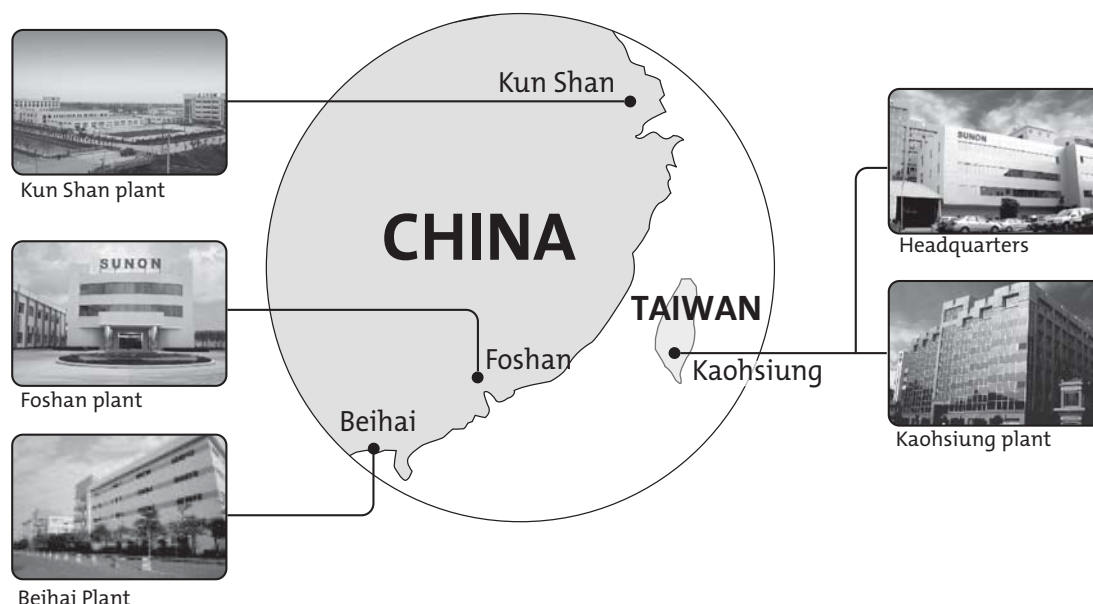 Kun Shan
Kun Shan plant
CHINA
SUNON
Headquarters
SUNON
Foshan plant
TAIWAN
Foshan
Kaohsiung
Kaohsiung plant
Beihai
Beihai Plant